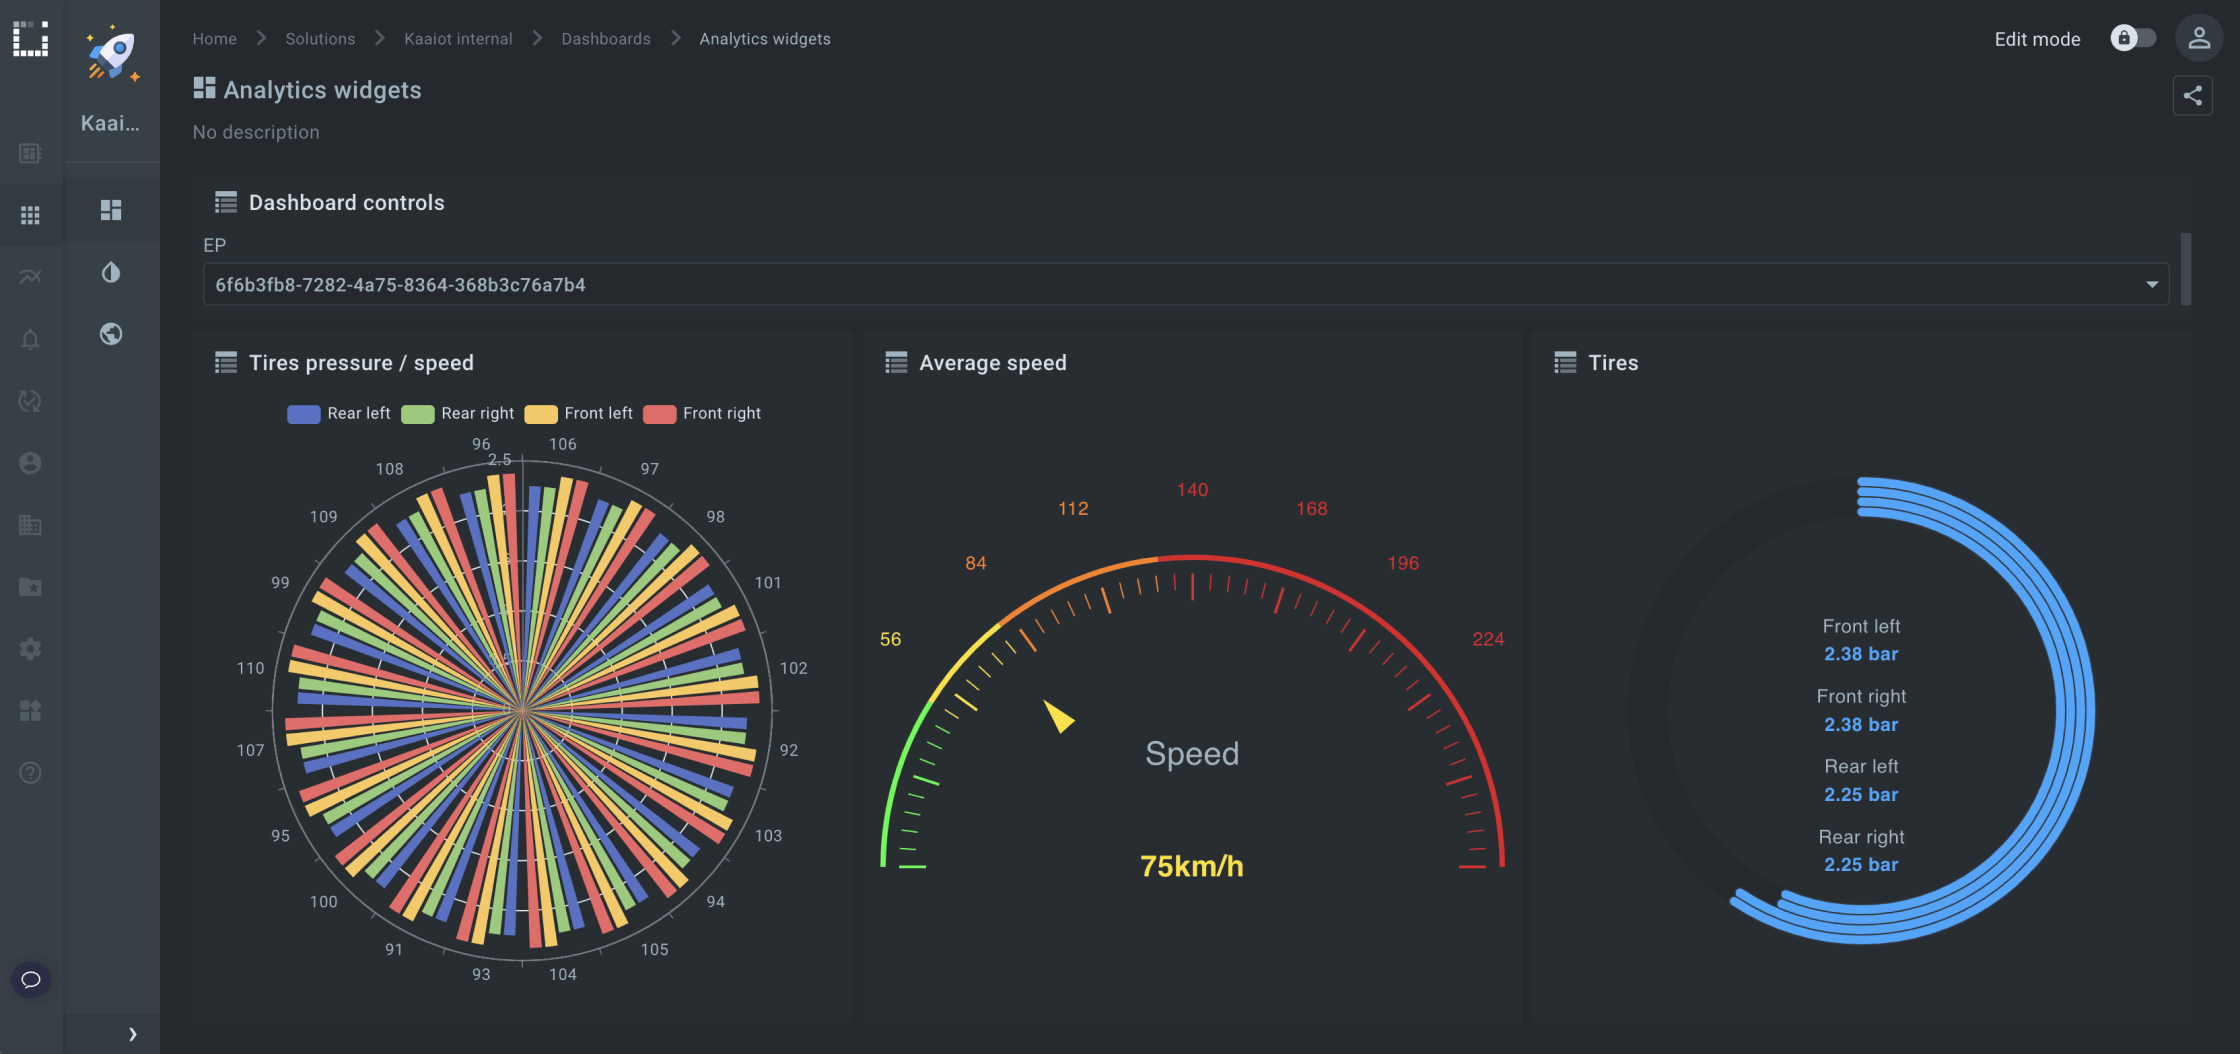 Home > Solutions > Kaaiot internal > Dashboards > Analytics widgets
Edit mode
Kaai...
Analytics widgets
No description
Dashboard controls
EP
6f6b3fb8-7282-4a75-8364-368b3c76a7b4
Tires pressure / speed
Rear left Rear right Front left Front right
96 106
2.5
108 97
109 98
99 101
110 102
107 92
95 103
100 94
91 105
93 104
Average speed
140
112 168
84 196
56 224
Speed
75km/h
Tires
Front left
2.38 bar
Front right
2.38 bar
Rear left
2.25 bar
Rear right
2.25 bar